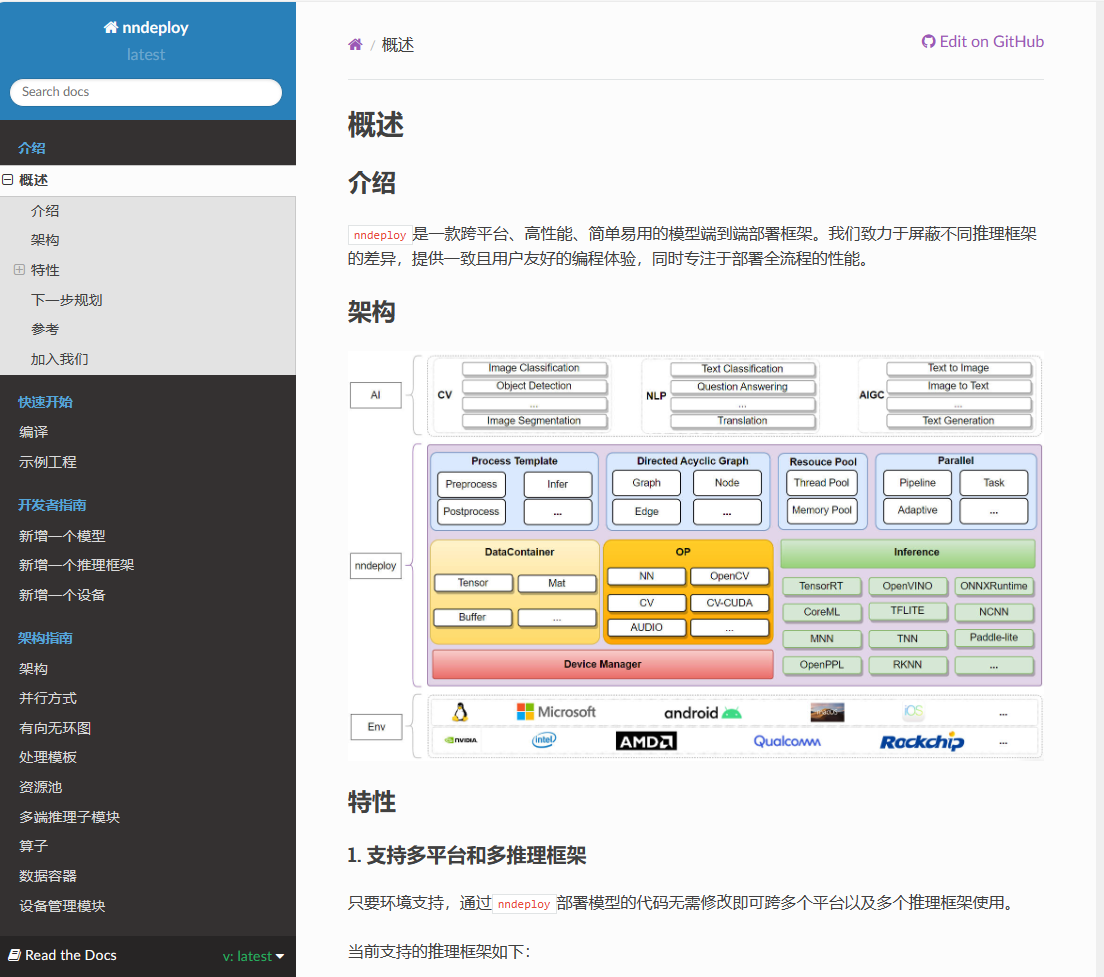 nndeploy
latest
Search docs
介绍
概述
介绍
架构
特性
下一步规划
参考
加入我们
快速开始
编译
示例工程
开发者指南
新增一个模型
新增一个推理框架
新增一个设备
架构指南
架构
并行方式
有向无环图
处理模板
资源池
多端推理子模块
算子
数据容器
设备管理模块
Read the Docs
v: latest
/ 概述
Edit on GitHub
概述
介绍
nndeploy是一款跨平台、高性能、简单易用的模型端到端部署框架。我们致力于屏蔽不同推理框架
的差异，提供一致且用户友好的编程体验，同时专注于部署全流程的性能。
架构
AI
CV
Image Classification
Object Detection
...
Image Segmentation
NLP
Text Classification
Question Answering
...
Translation
AIGC
Text to Image
Image to Text
...
Text Generation
nndeploy
Process Template
Preprocess
Infer
Postprocess
...
Directed Acyclic Graph
Graph
Node
Edge
...
Resouce Pool
Thread Pool
Memory Pool
Parallel
Pipeline
Task
Adaptive
...
DataContainer
Tensor
Mat
Buffer
...
OP
NN
OpenCV
CV
CV-CUDA
AUDIO
...
Inference
TensorRT
OpenVINO
ONNXRuntime
CoreML
TFLITE
NCNN
MNN
TNN
Paddle-lite
OpenPPL
RKNN
...
Device Manager
Env
Microsoft
android
iOS
...
NVIDIA
intel
AMD
Qualcomm
Rockchip
...
特性
1. 支持多平台和多推理框架
只要环境支持，通过 nndeploy 部署模型的代码无需修改即可跨多个平台以及多个推理框架使用。
当前支持的推理框架如下：